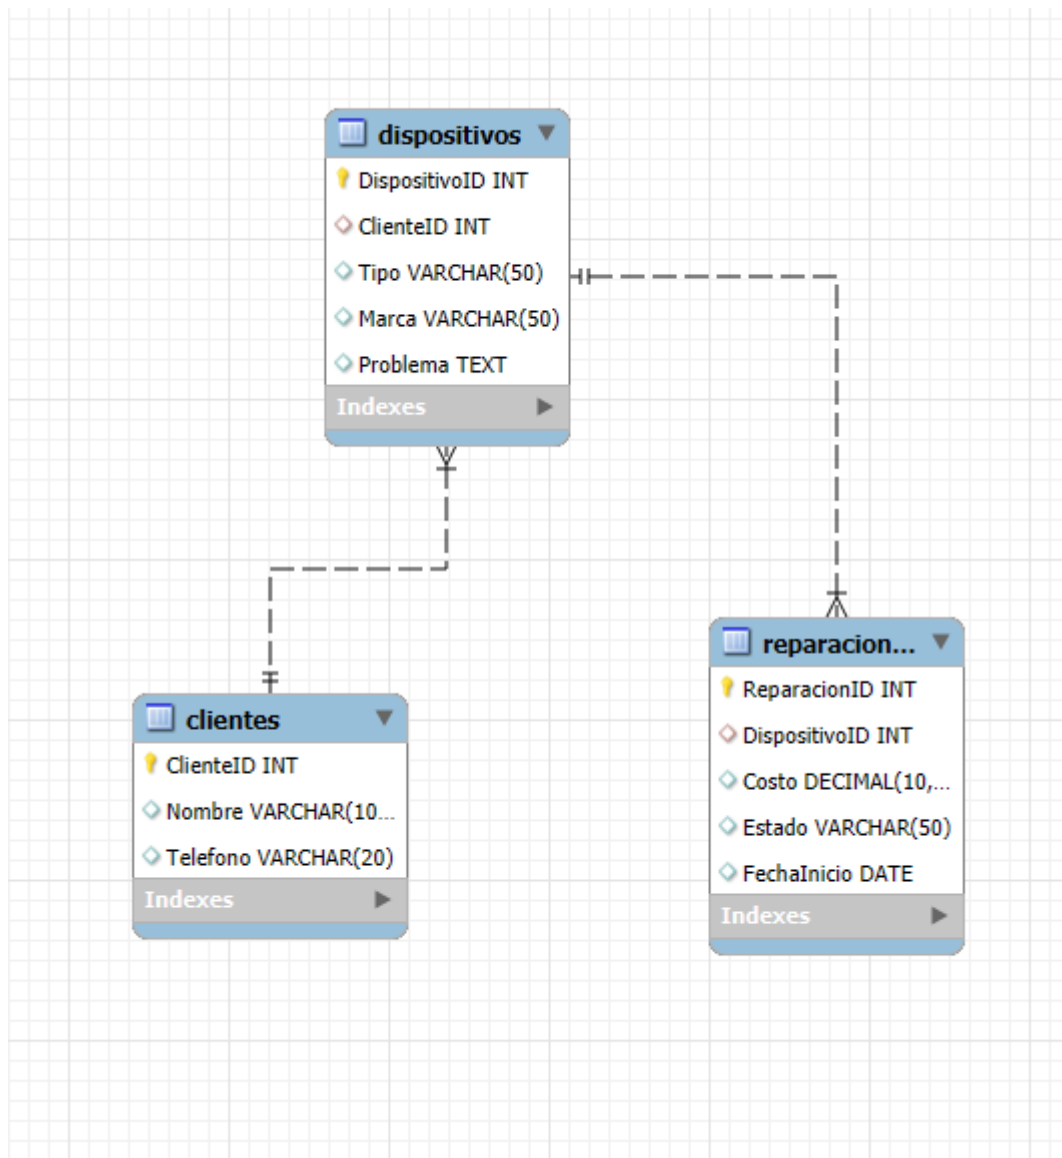 dispositivos
DispositivoID INT
ClienteID INT
Tipo VARCHAR(50)
Marca VARCHAR(50)
Problema TEXT
Indexes
clientes
ClienteID INT
Nombre VARCHAR(10...
Telefono VARCHAR(20)
Indexes
reparacion...
ReparacionID INT
DispositivoID INT
Costo DECIMAL(10,...
Estado VARCHAR(50)
FechaInicio DATE
Indexes